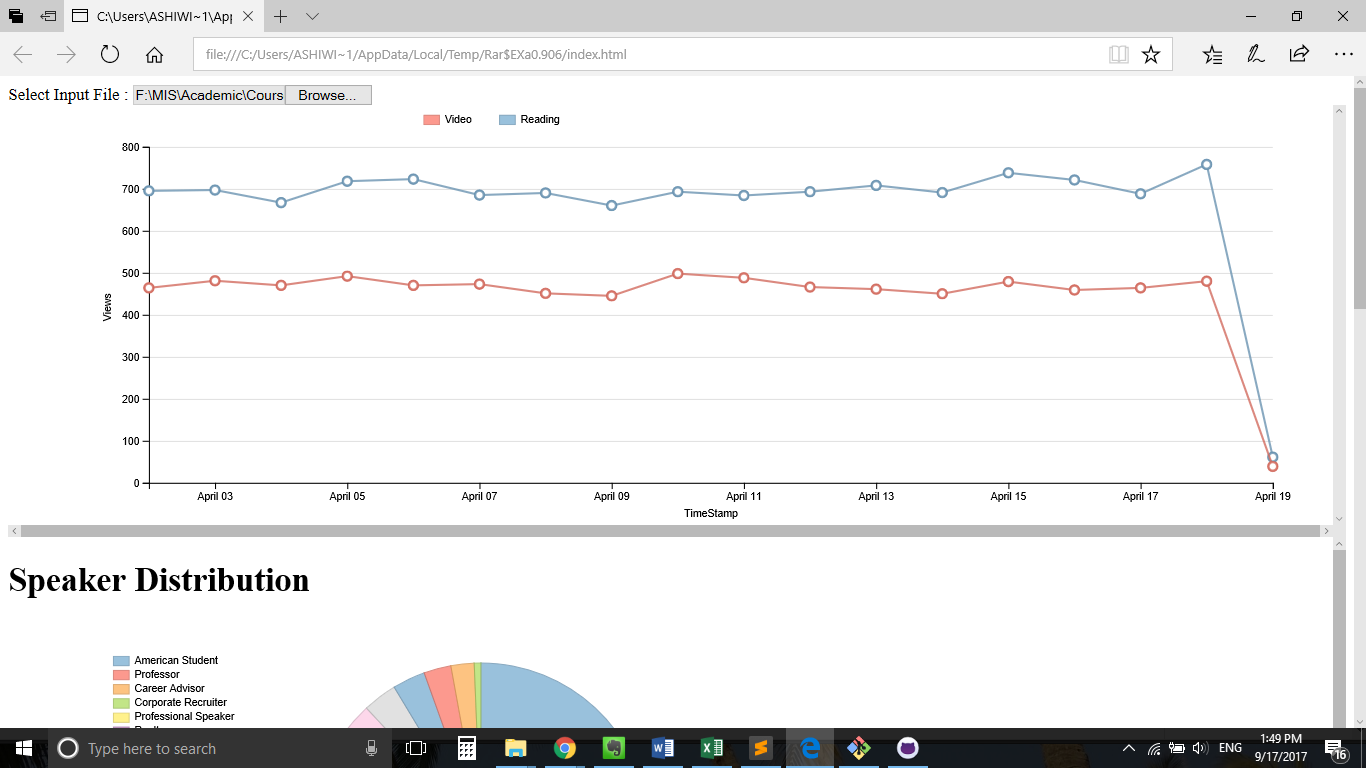 C:\Users\ASHIWI~1\App
file:///C:/Users/ASHIWI~1/AppData/Local/Temp/Rar$EXa0.906/index.html
Select Input File : F:\MIS\Academic\Cours Browse...
Video Reading
800
700
600
500
400
300
200
100
0
Views
April 03 April 05 April 07 April 09 April 11 April 13 April 15 April 17 April 19
TimeStamp
Speaker Distribution
American Student
Professor
Career Advisor
Corporate Recruiter
Professional Speaker
Type here to search
ENG
1:49 PM
9/17/2017
16